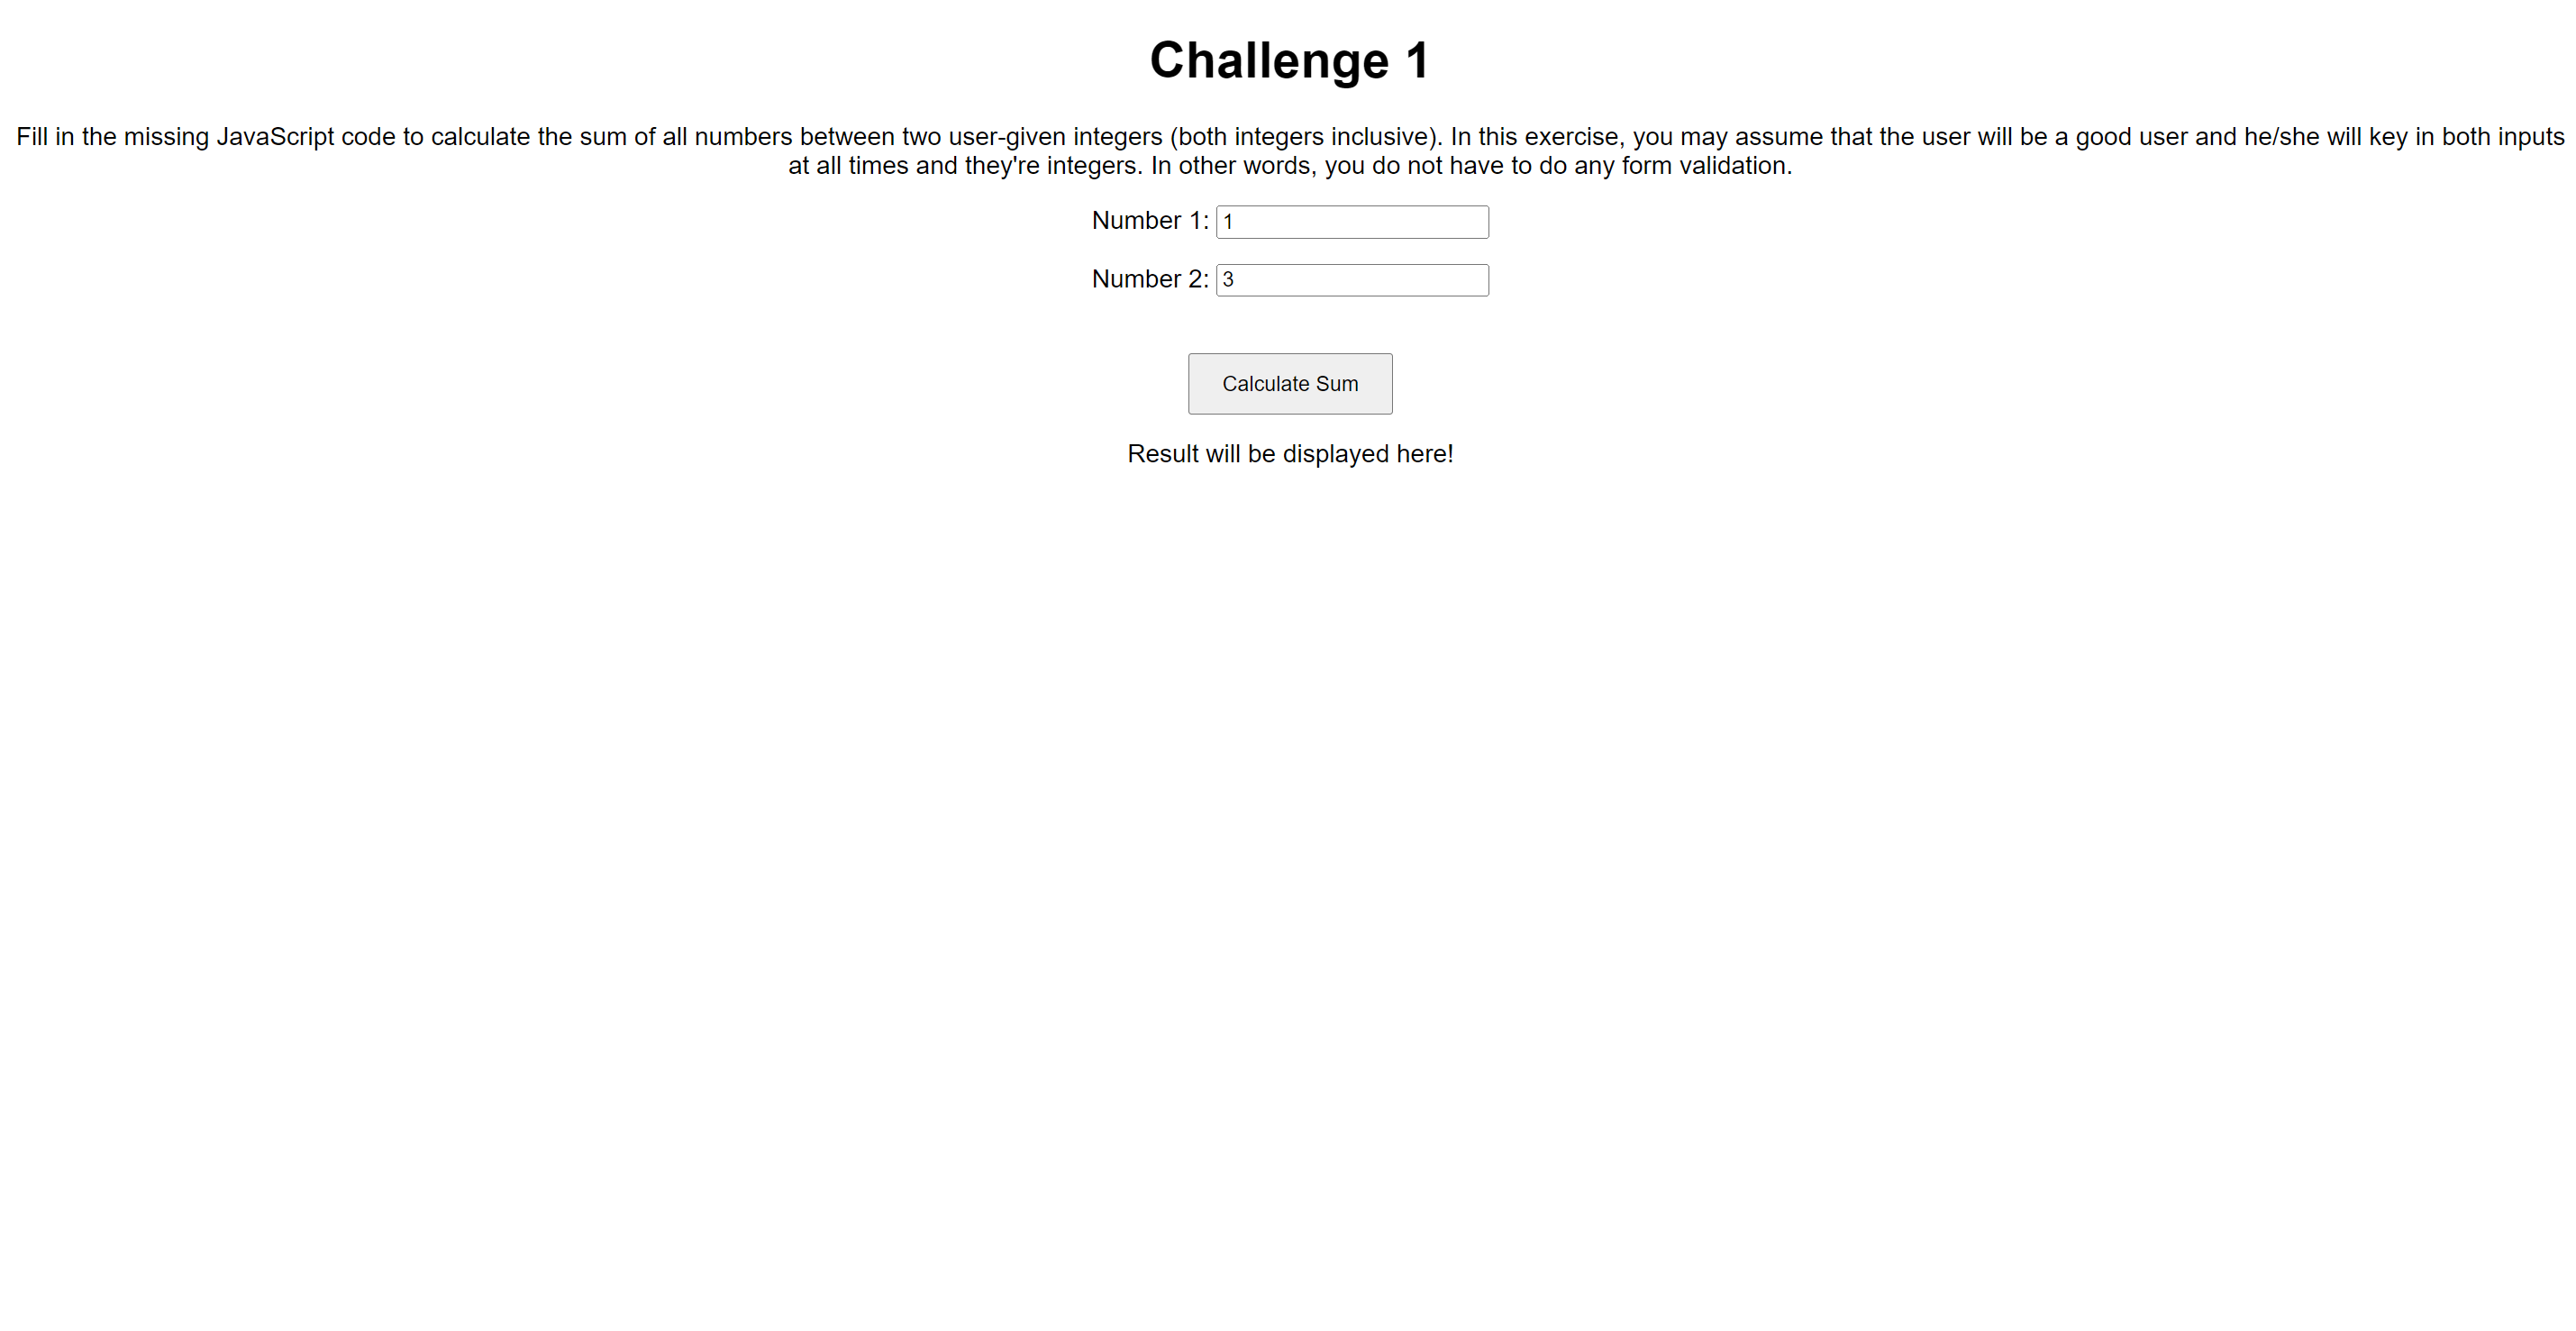 Challenge 1
Fill in the missing JavaScript code to calculate the sum of all numbers between two user-given integers (both integers inclusive). In this exercise, you may assume that the user will be a good user and he/she will key in both inputs
at all times and they're integers. In other words, you do not have to do any form validation.
Number 1: 1
Number 2: 3
Calculate Sum
Result will be displayed here!